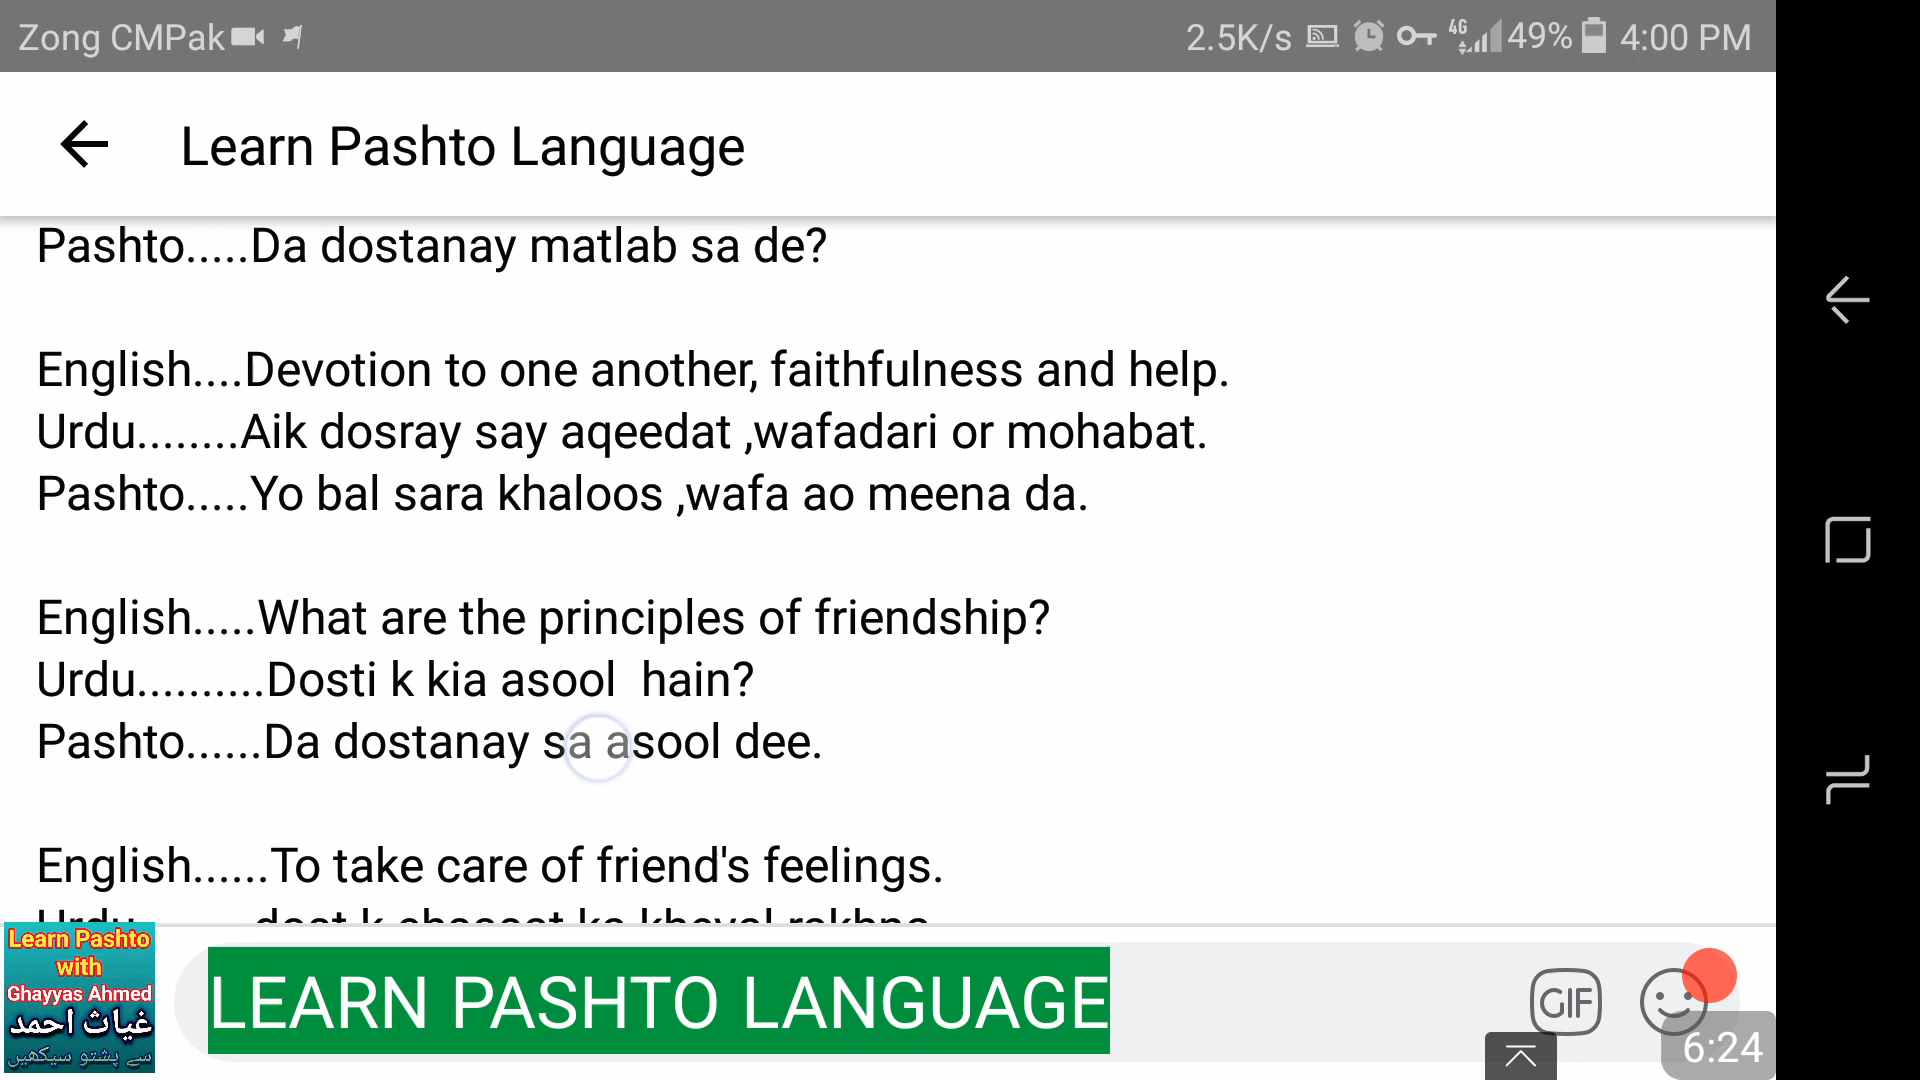 Zong CMPak
2.5K/s 4G 49% 4:00 PM
Learn Pashto Language
Pashto.....Da dostanay matlab sa de?
English....Devotion to one another, faithfulness and help.
Urdu........Aik dosray say aqeedat ,wafadari or mohabat.
Pashto.....Yo bal sara khaloos ,wafa ao meena da.
English.....What are the principles of friendship?
Urdu..........Dosti k kia asool  hain?
Pashto......Da dostanay sa asool dee.
English......To take care of friend's feelings.
Learn Pashto
with
Ghayyas Ahmed
غیاث احمد
سے پشتو سیکھیں
LEARN PASHTO LANGUAGE
GIF
6:24